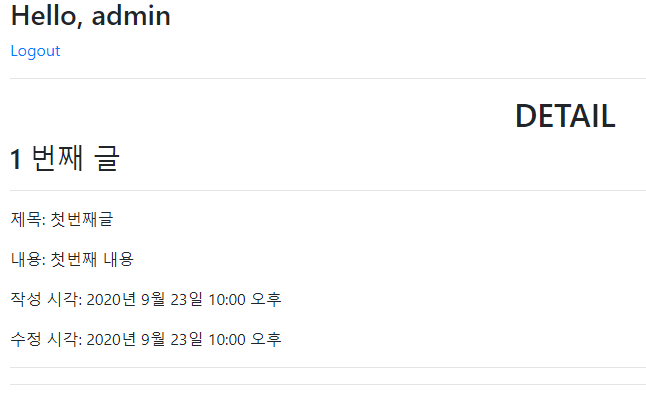 Hello, admin
Logout
DETAIL
1 번째 글
제목: 첫번째글
내용: 첫번째 내용
작성 시각: 2020년 9월 23일 10:00 오후
수정 시각: 2020년 9월 23일 10:00 오후